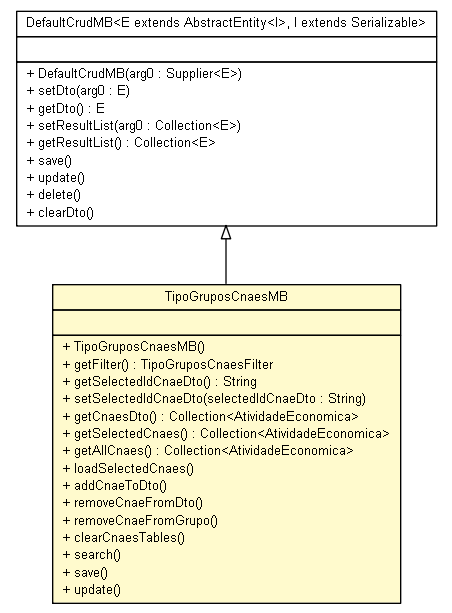 DefaultCrudMB<E extends AbstractEntity<I>, I extends Serializable>
+ DefaultCrudMB(arg0 : Supplier<E>)
+ setDto(arg0 : E)
+ getDto() : E
+ setResultList(arg0 : Collection<E>)
+ getResultList() : Collection<E>
+ save()
+ update()
+ delete()
+ clearDto()
TipoGruposCnaesMB
+ TipoGruposCnaesMB()
+ getFilter() : TipoGruposCnaesFilter
+ getSelectedIdCnaeDto() : String
+ setSelectedIdCnaeDto(selectedIdCnaeDto : String)
+ getCnaesDto() : Collection<AtividadeEconomica>
+ getSelectedCnaes() : Collection<AtividadeEconomica>
+ getAllCnaes() : Collection<AtividadeEconomica>
+ loadSelectedCnaes()
+ addCnaeToDto()
+ removeCnaeFromDto()
+ removeCnaeFromGrupo()
+ clearCnaesTables()
+ search()
+ save()
+ update()